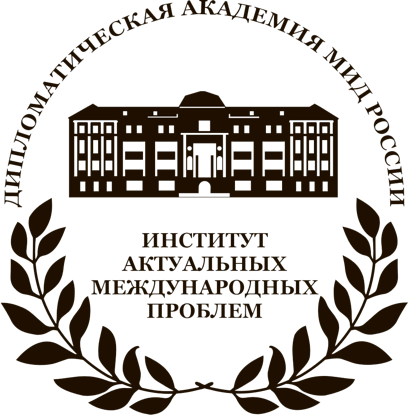 ДИПЛОМАТИЧЕСКАЯ АКАДЕМИЯ МИД РОССИИ
ИНСТИТУТ
АКТУАЛЬНЫХ
МЕЖДУНАРОДНЫХ
ПРОБЛЕМ